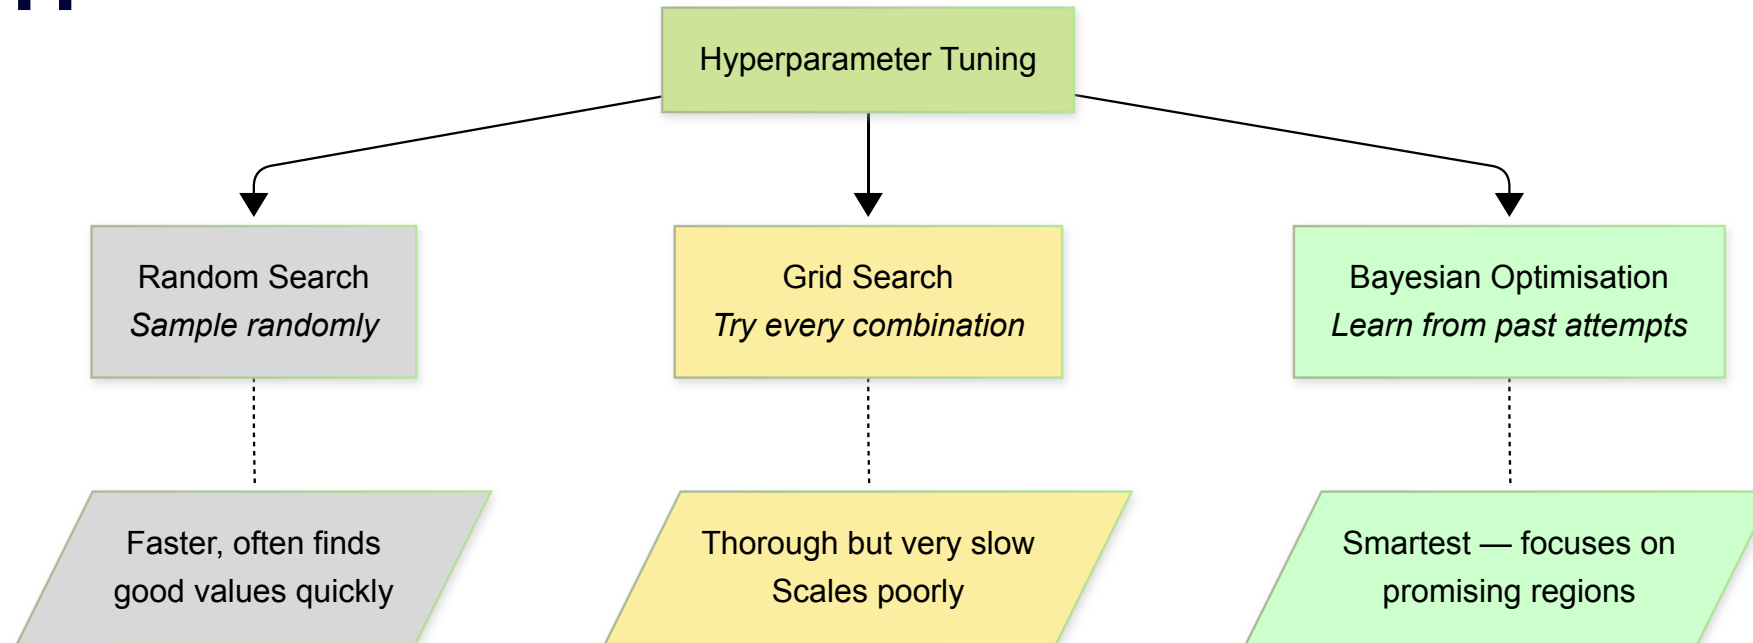 Hyperparameter Tuning
Random Search
Sample randomly
Grid Search
Try every combination
Bayesian Optimisation
Learn from past attempts
Faster, often finds
good values quickly
Thorough but very slow
Scales poorly
Smartest — focuses on
promising regions